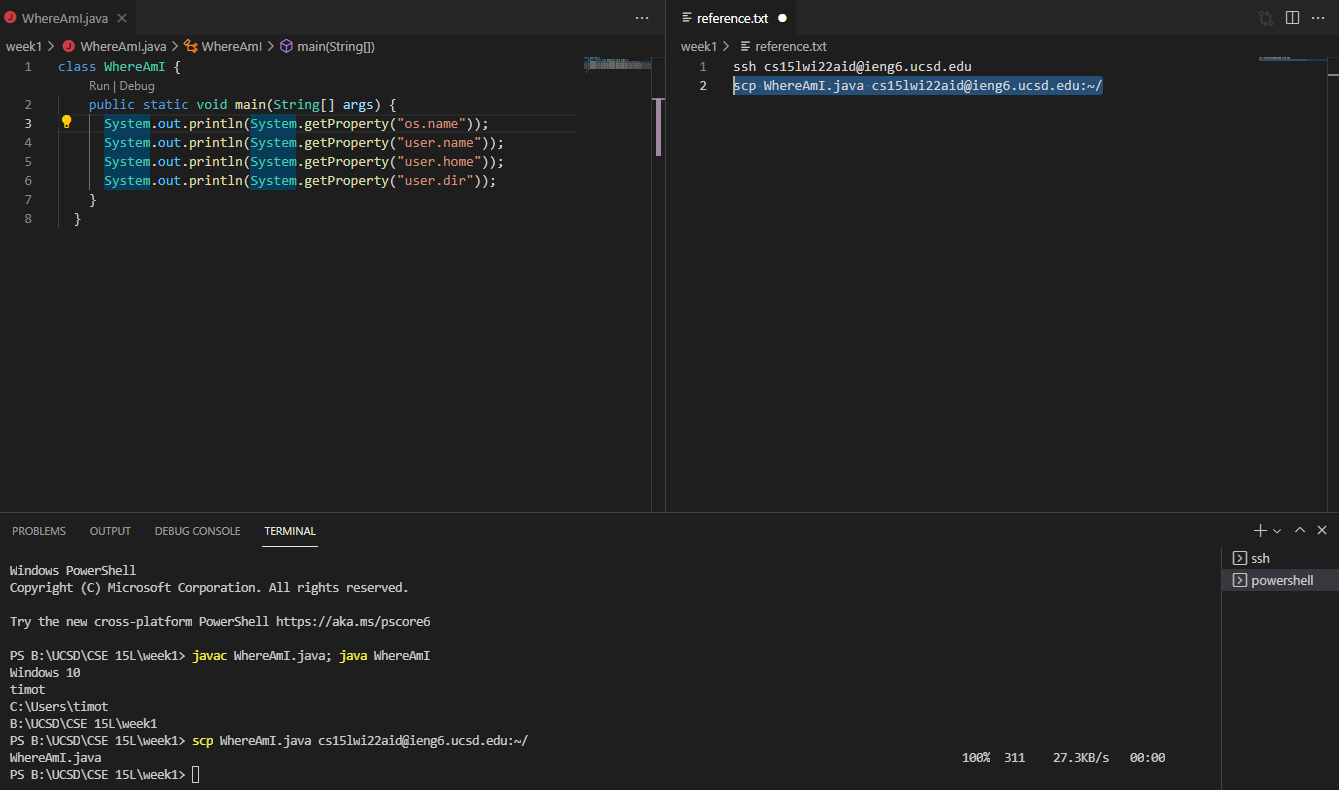 WhereAmI.java
week1 > WhereAmI.java > WhereAmI > main(String[])
1 class WhereAmI {
Run | Debug
2 public static void main(String[] args) {
3 System.out.println(System.getProperty("os.name"));
4 System.out.println(System.getProperty("user.name"));
5 System.out.println(System.getProperty("user.home"));
6 System.out.println(System.getProperty("user.dir"));
7 }
8 }
reference.txt
week1 > reference.txt
1 ssh cs15lwi22aid@ieng6.ucsd.edu
2 scp WhereAmI.java cs15lwi22aid@ieng6.ucsd.edu:~/
PROBLEMS OUTPUT DEBUG CONSOLE TERMINAL
Windows PowerShell
Copyright (C) Microsoft Corporation. All rights reserved.
Try the new cross-platform PowerShell https://aka.ms/pscore6
PS B:\UCSD\CSE 15L\week1> javac WhereAmI.java; java WhereAmI
Windows 10
timot
C:\Users\timot
B:\UCSD\CSE 15L\week1
PS B:\UCSD\CSE 15L\week1> scp WhereAmI.java cs15lwi22aid@ieng6.ucsd.edu:~/
WhereAmI.java 100% 311 27.3KB/s 00:00
PS B:\UCSD\CSE 15L\week1>
ssh
powershell